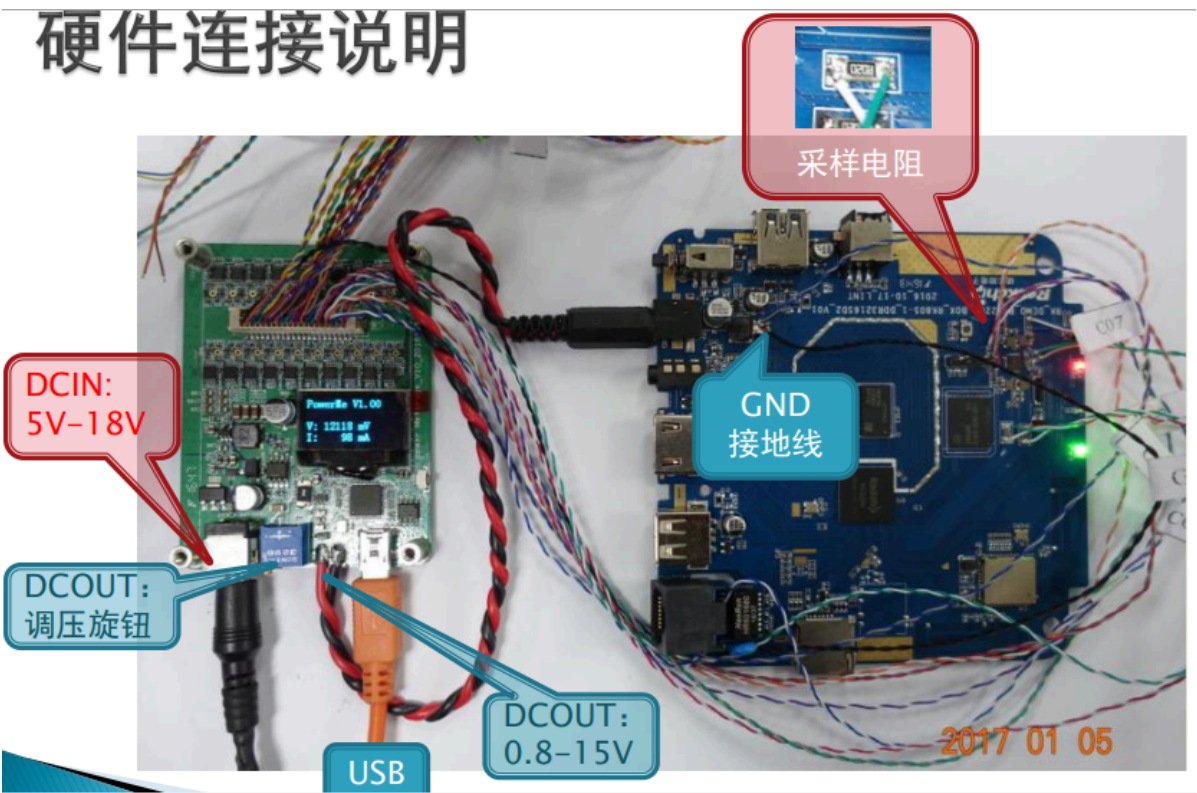 硬件连接说明
采样电阻
DCIN:
5V-18V
PowerMe V1.00
V: 12118 mV
I: 98 mA
C07
GND
接地线
DCOUT:
调压旋钮
DCOUT:
0.8-15V
USB
2017 01 05